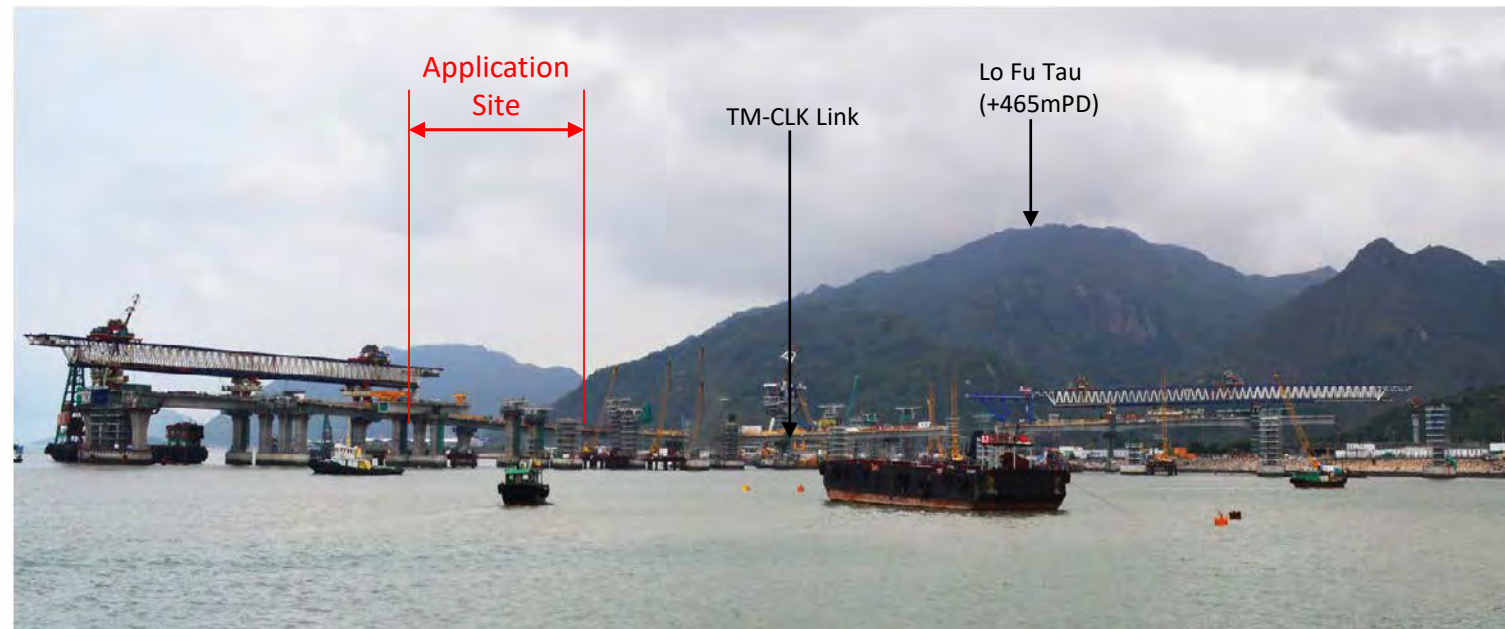 Application
Site
TM-CLK Link
Lo Fu Tau
(+465mPD)